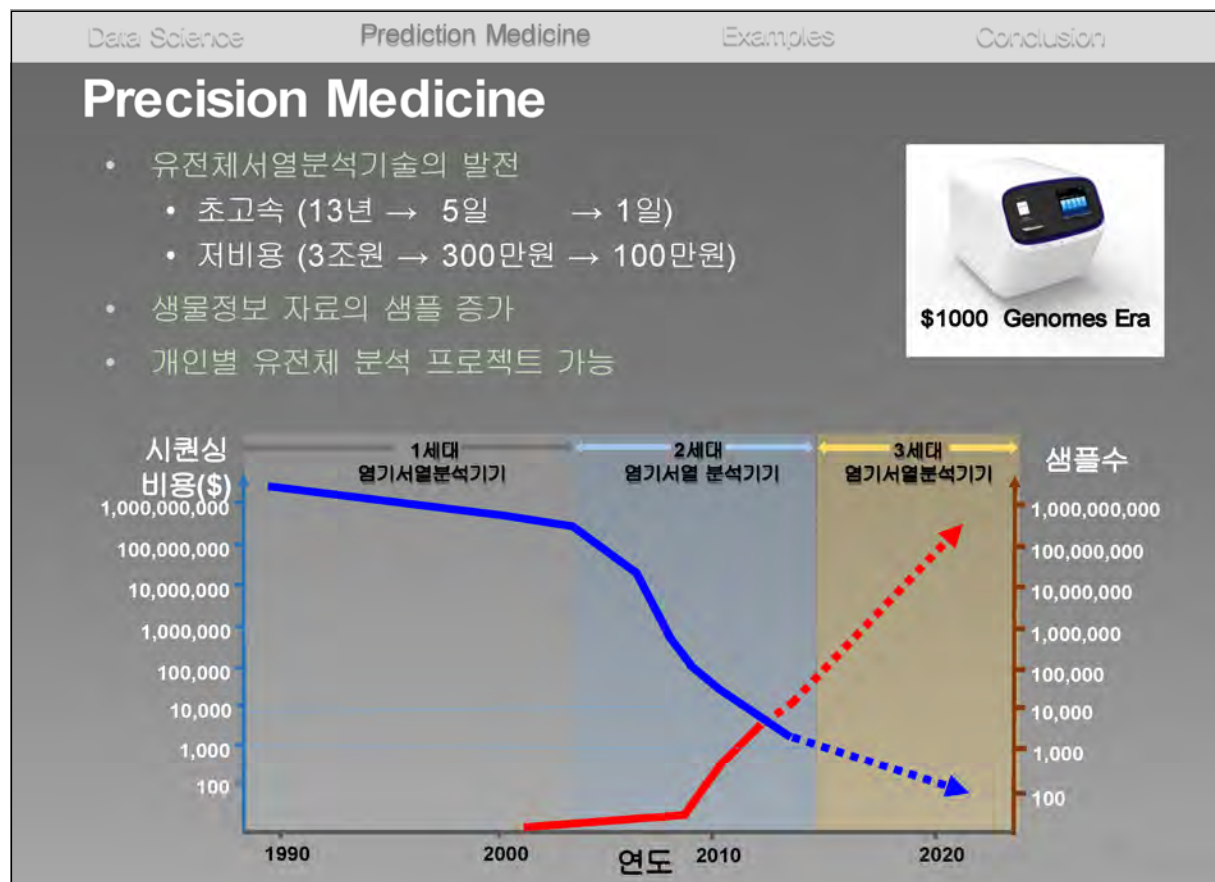 Data Science Prediction Medicine Examples Conclusion
Precision Medicine
• 유전체서열분석기술의 발전
• 초고속 (13년 → 5일 → 1일)
• 저비용 (3조원 → 300만원 → 100만원)
• 생물정보 자료의 샘플 증가
• 개인별 유전체 분석 프로젝트 가능
$1000 Genomes Era
시퀀싱
비용($)
1세대
염기서열분석기기
2세대
염기서열 분석기기
3세대
염기서열분석기기
샘플수
1,000,000,000
100,000,000
10,000,000
1,000,000
100,000
10,000
1,000
100
1,000,000,000
100,000,000
10,000,000
1,000,000
100,000
10,000
1,000
100
1990 2000 연도 2010 2020